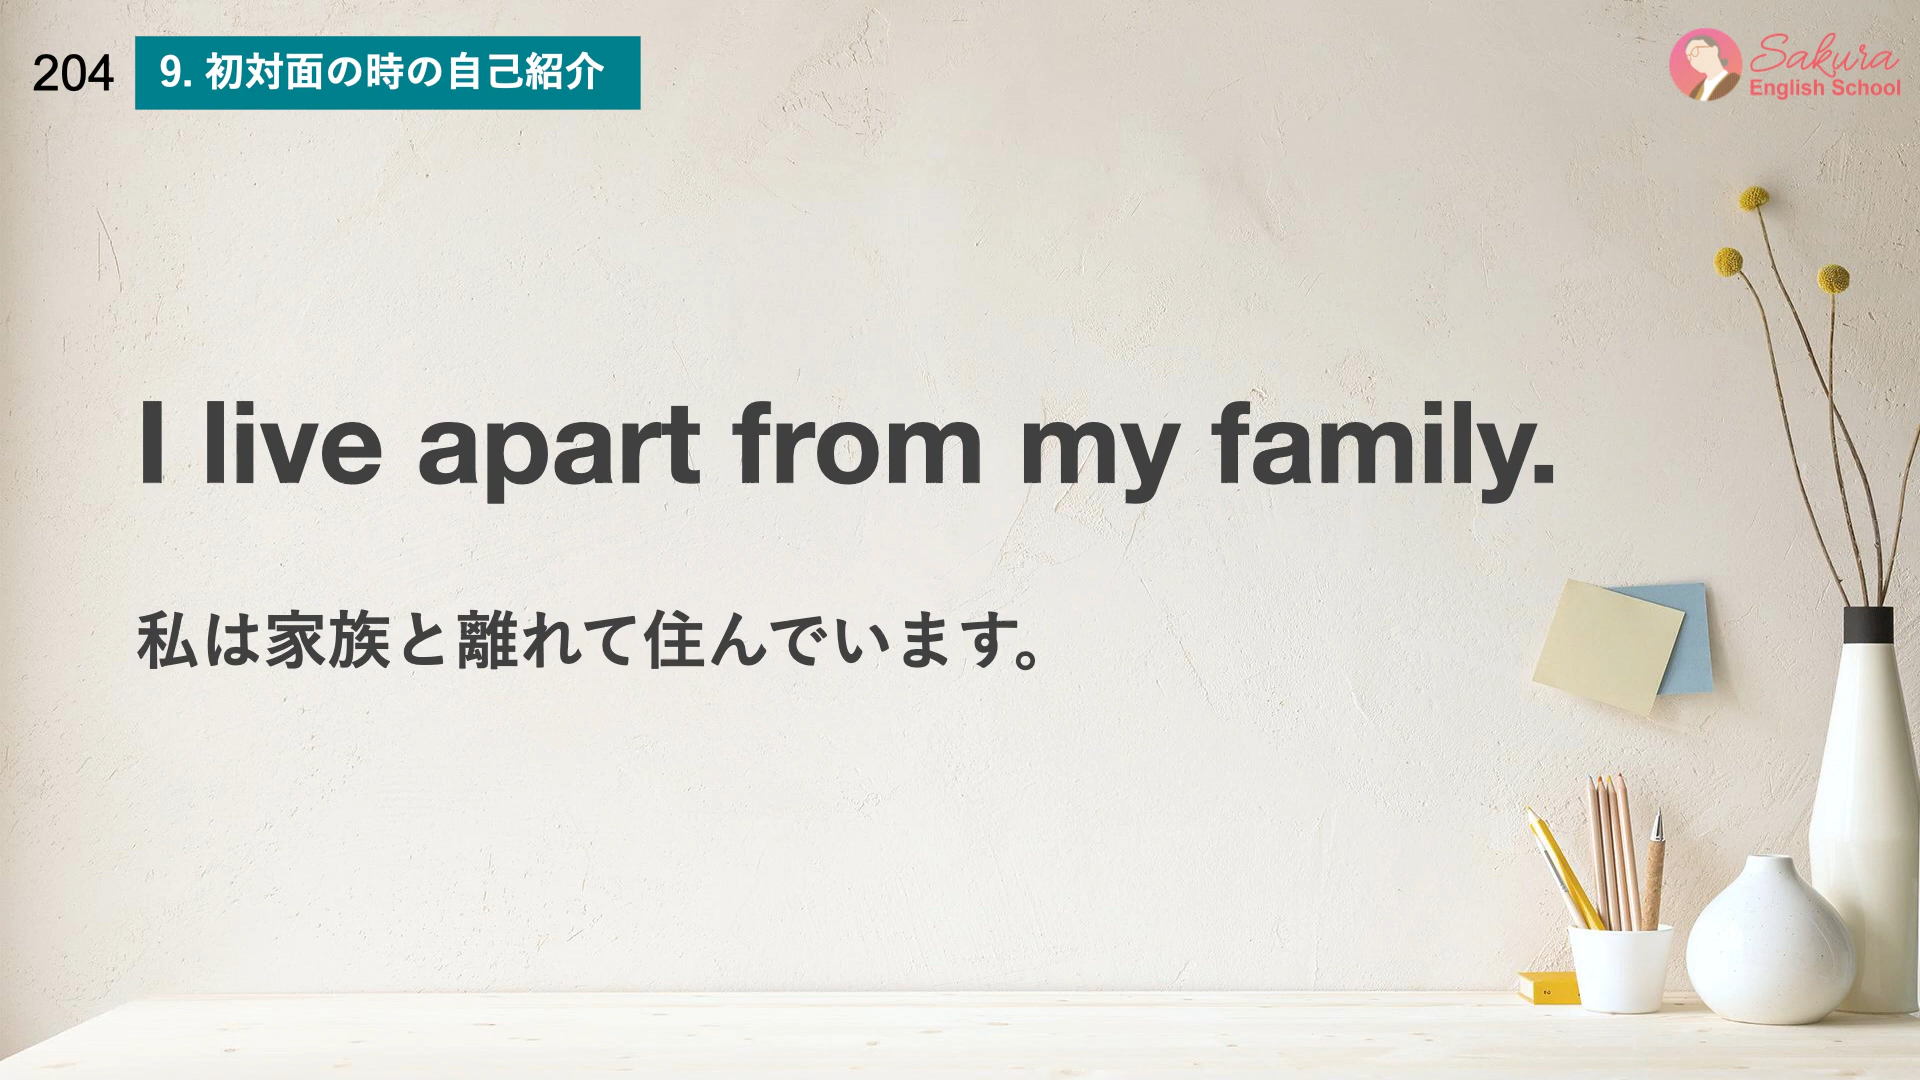 204
9. 初対面の時の自己紹介
Sakura
English School
I live apart from my family.
私は家族と離れて住んでいます。